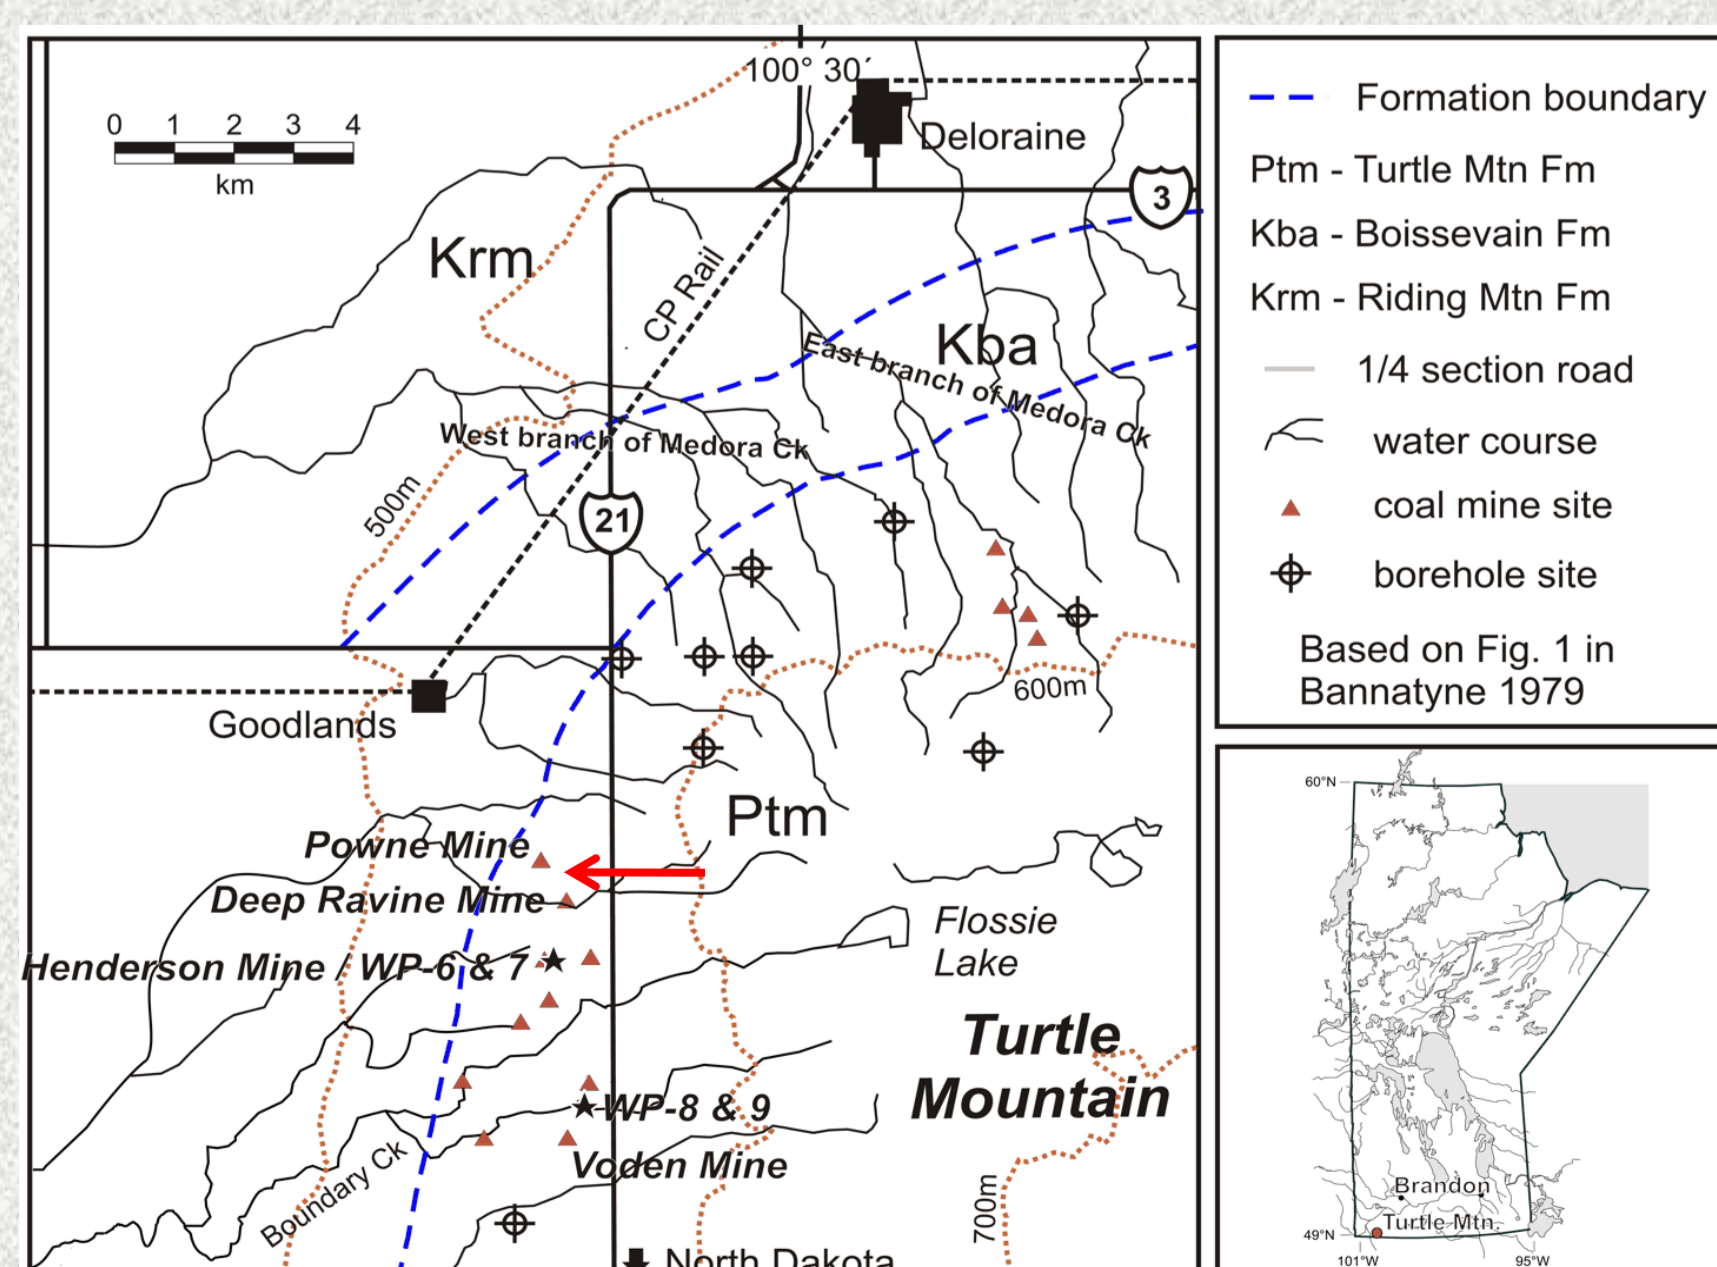 100° 30´
0 1 2 3 4
km
Deloraine
3
Krm
CP Rail
Kba
East branch of Medora Ck
West branch of Medora Ck
500m
21
600m
Goodlands
Ptm
Powne Mine
Deep Ravine Mine
Flossie
Lake
Henderson Mine / WP-6 & 7
Turtle
Mountain
WP-8 & 9
Voden Mine
Boundary Ck
700m
North Dakota
Formation boundary
Ptm - Turtle Mtn Fm
Kba - Boissevain Fm
Krm - Riding Mtn Fm
1/4 section road
water course
coal mine site
borehole site
Based on Fig. 1 in
Bannatyne 1979
60°N
Brandon
Turtle Mtn.
49°N
101°W 95°W